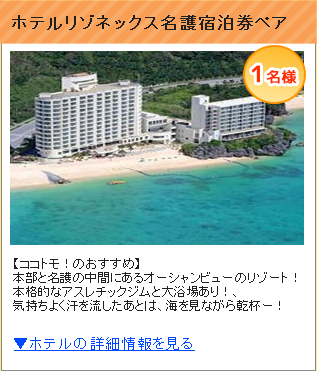 ホテルリゾネックス名護宿泊券ペア
1名様
【ココトモ！のおすすめ】
本部と名護の中間にあるオーシャンビューのリゾート！
本格的なアスレチックジムと大浴場あり！、
気持ちよく汗を流したあとは、海を見ながら乾杯ー！
▼ホテルの詳細情報を見る